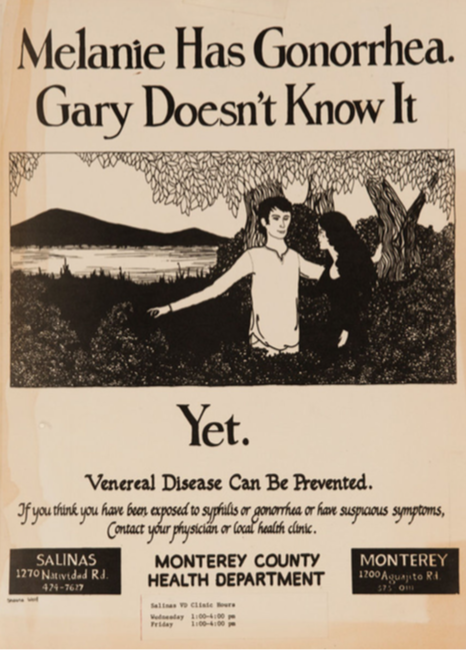 Melanie Has Gonorrhea.
Gary Doesn't Know It
Yet.
Venereal Disease Can Be Prevented.
If you think you have been exposed to syphilis or gonorrhea or have suspicious symptoms,
Contact your physician or local health clinic.
SALINAS
1270 Natividad Rd.
424-7677
MONTEREY COUNTY
HEALTH DEPARTMENT
MONTEREY
1200 Aguajito Rd.
Salinas VD Clinic Hours
Wednesday 1:00-4:00 pm
Friday 1:00-4:00 pm